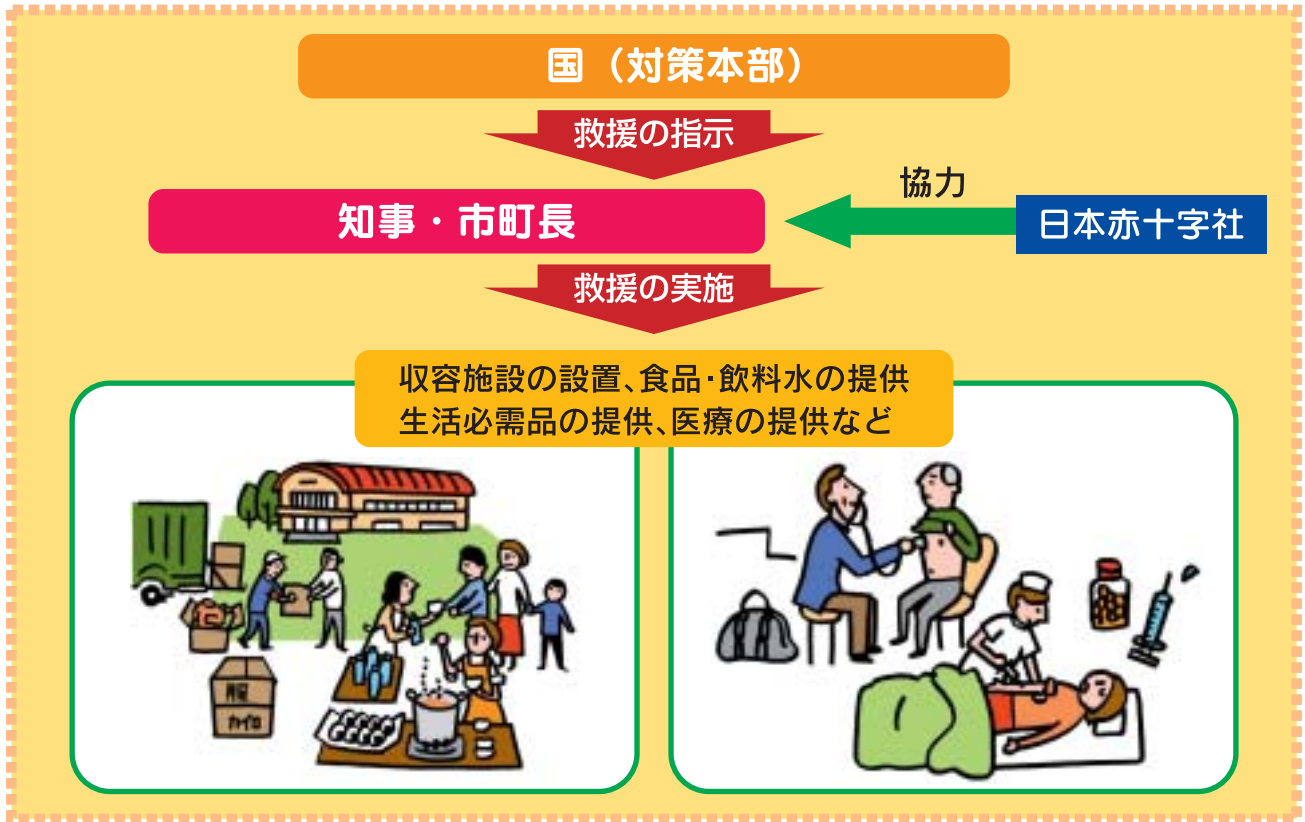 国（対策本部）
救援の指示
知事・市町長
協力
日本赤十字社
救援の実施
収容施設の設置、食品・飲料水の提供
生活必需品の提供、医療の提供など
カイロ